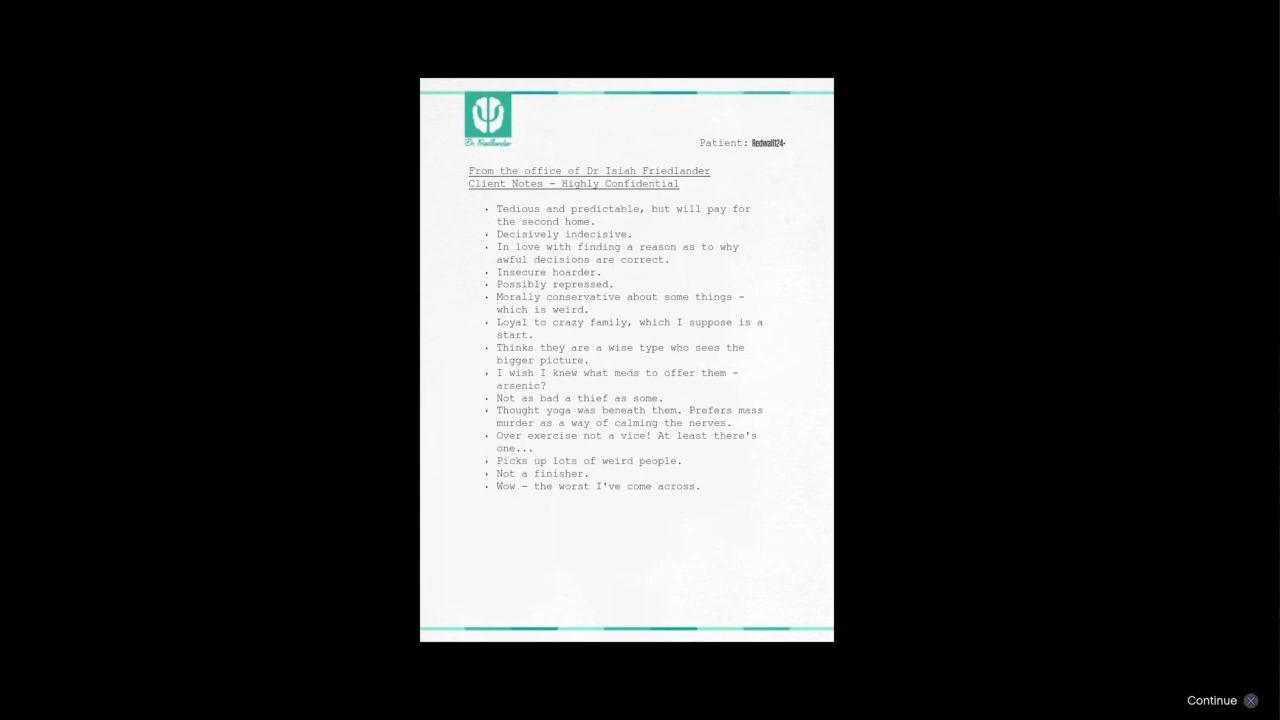 Dr. Friedlander
Patient: Redwall124-
From the office of Dr Isiah Friedlander
Client Notes - Highly Confidential
• Tedious and predictable, but will pay for
the second home.
• Decisively indecisive.
• In love with finding a reason as to why
awful decisions are correct.
• Insecure hoarder.
• Possibly repressed.
• Morally conservative about some things -
which is weird.
• Loyal to crazy family, which I suppose is a
start.
• Thinks they are a wise type who sees the
bigger picture.
• I wish I knew what meds to offer them -
arsenic?
• Not as bad a thief as some.
• Thought yoga was beneath them. Prefers mass
murder as a way of calming the nerves.
• Over exercise not a vice! At least there's
one...
• Picks up lots of weird people.
• Not a finisher.
• Wow - the worst I've come across.
Continue